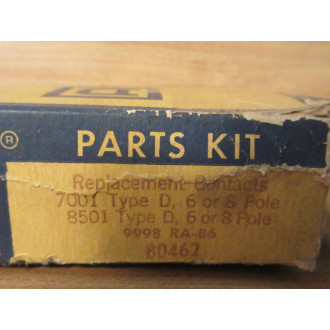 ® PARTS KIT
Replacement Contacts
7001 Type D, 6 or 8 Pole
8501 Type D, 6 or 8 Pole
9998 RA-86
80462